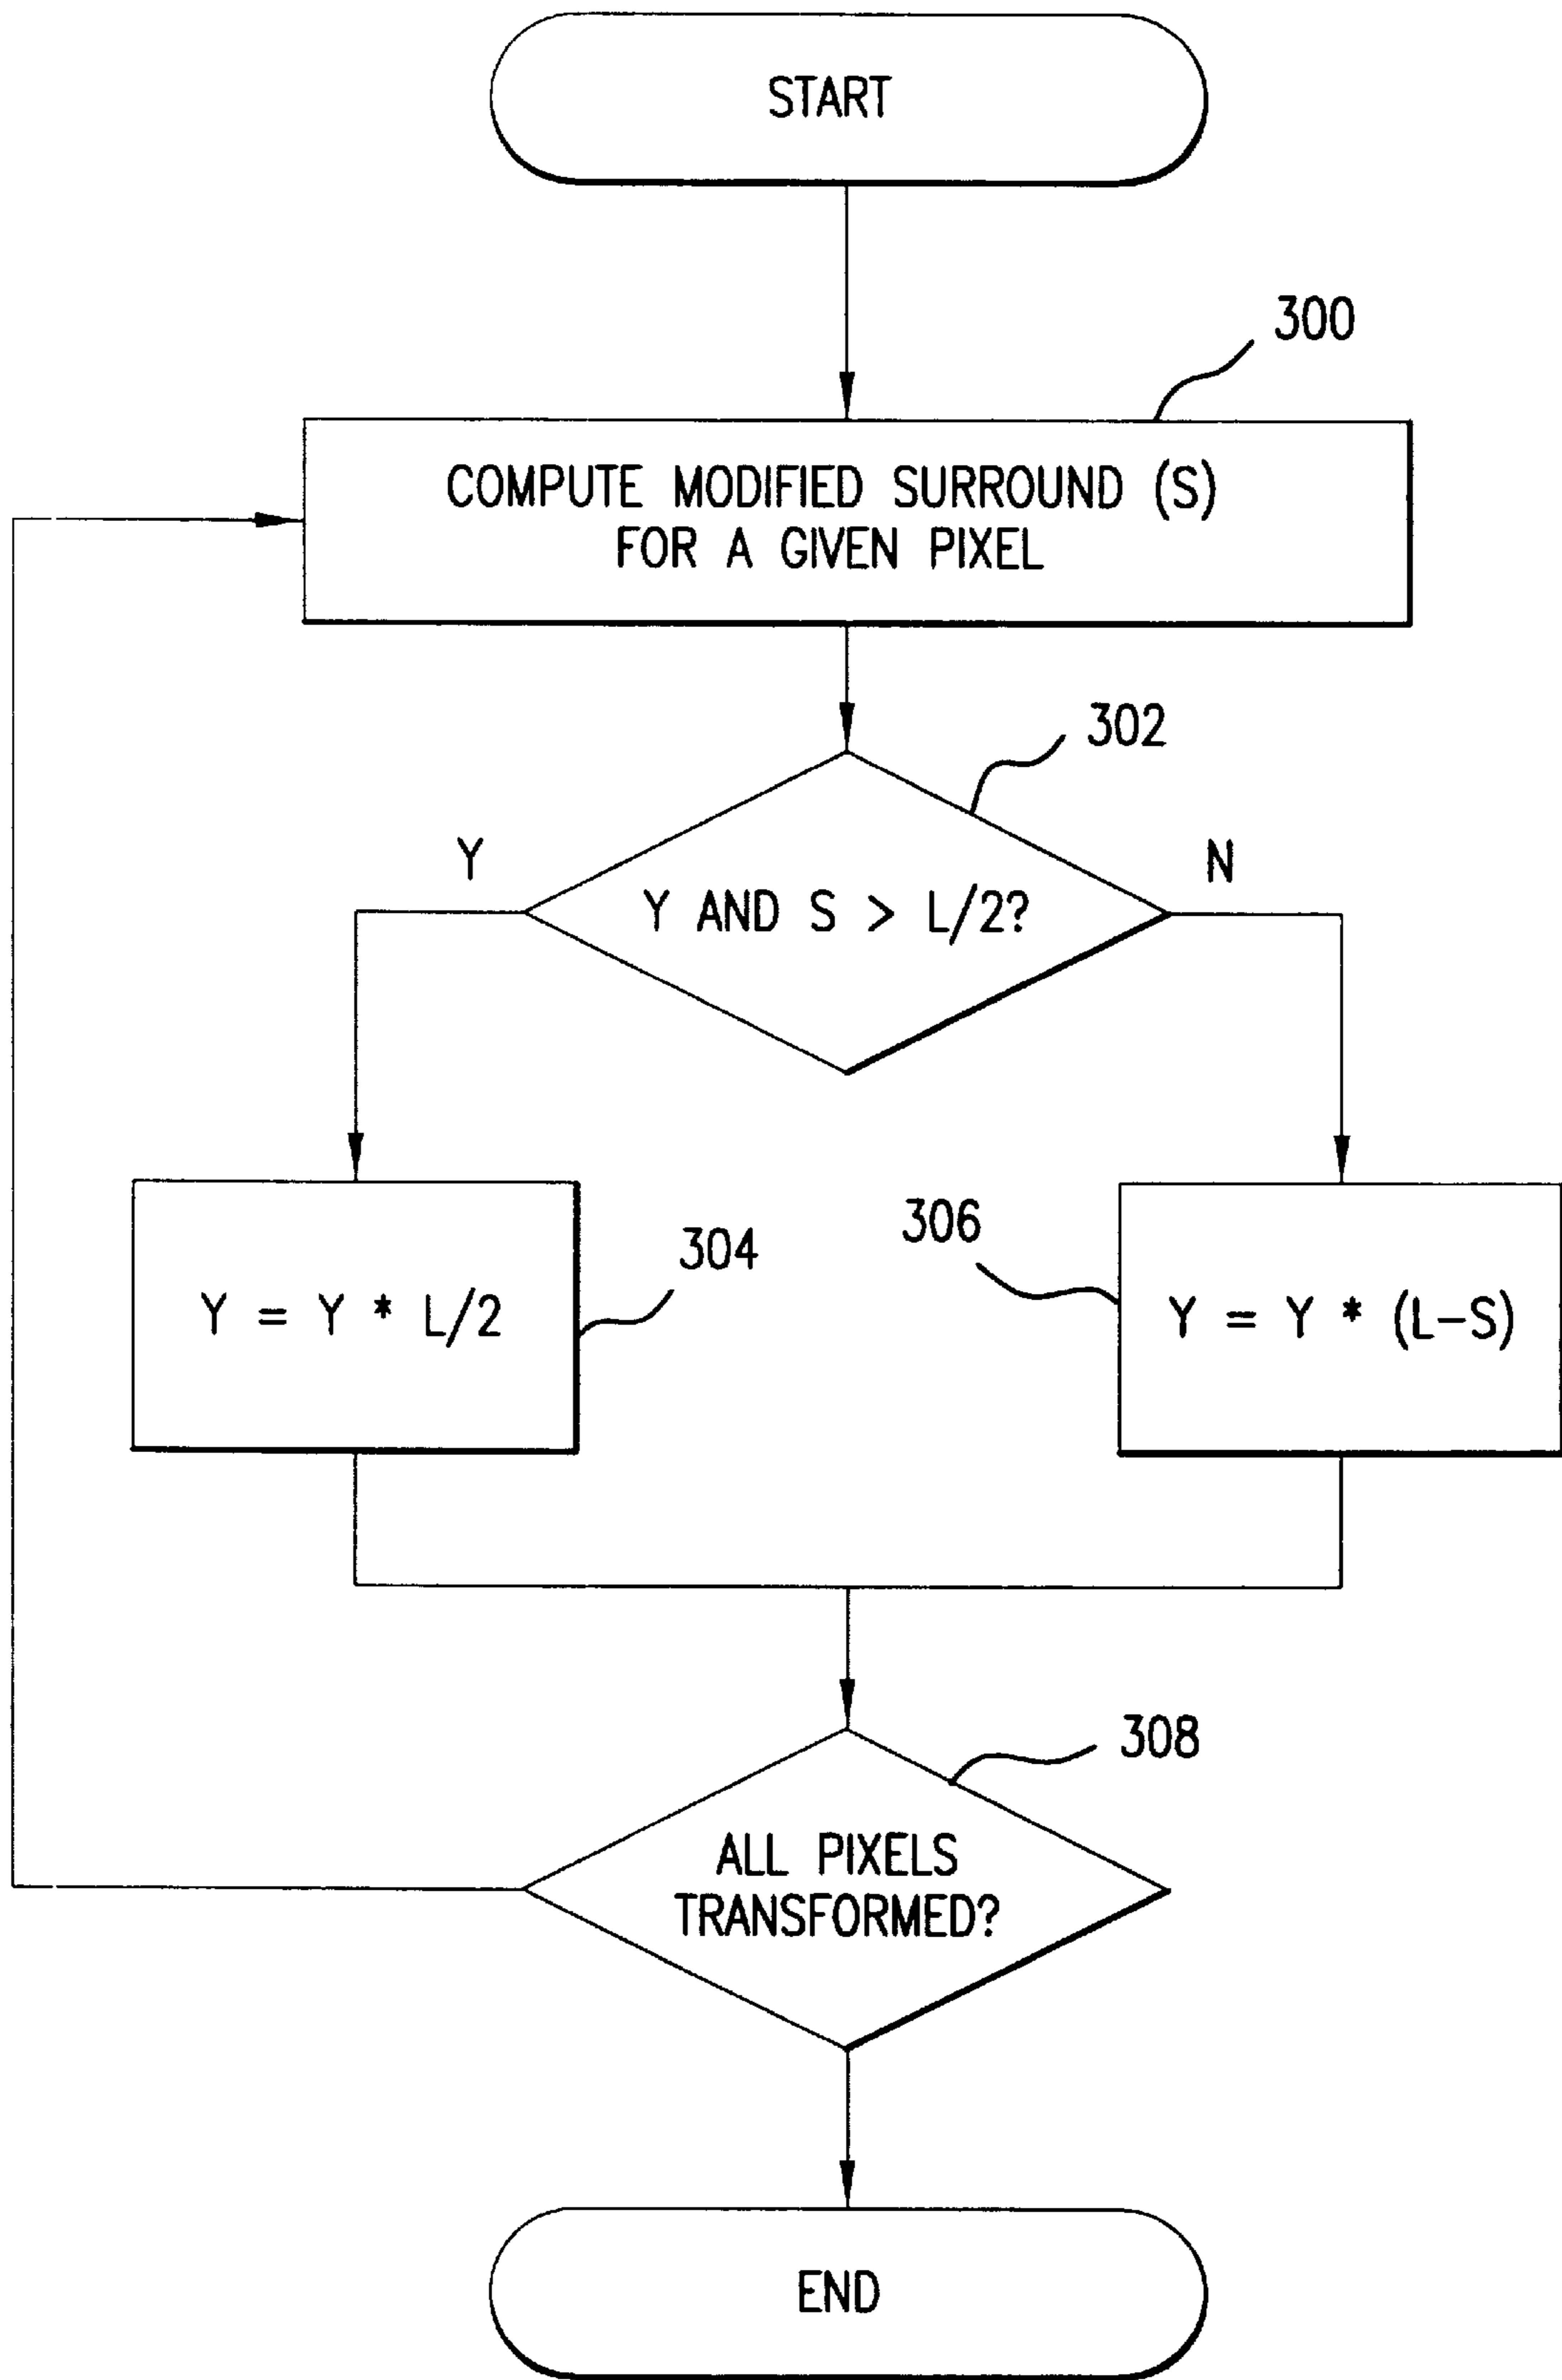 START
300
COMPUTE MODIFIED SURROUND (S)
FOR A GIVEN PIXEL
302
Y
N
Y AND S > L/2?
304
306
Y = Y * L/2
Y = Y * (L-S)
308
ALL PIXELS
TRANSFORMED?
END